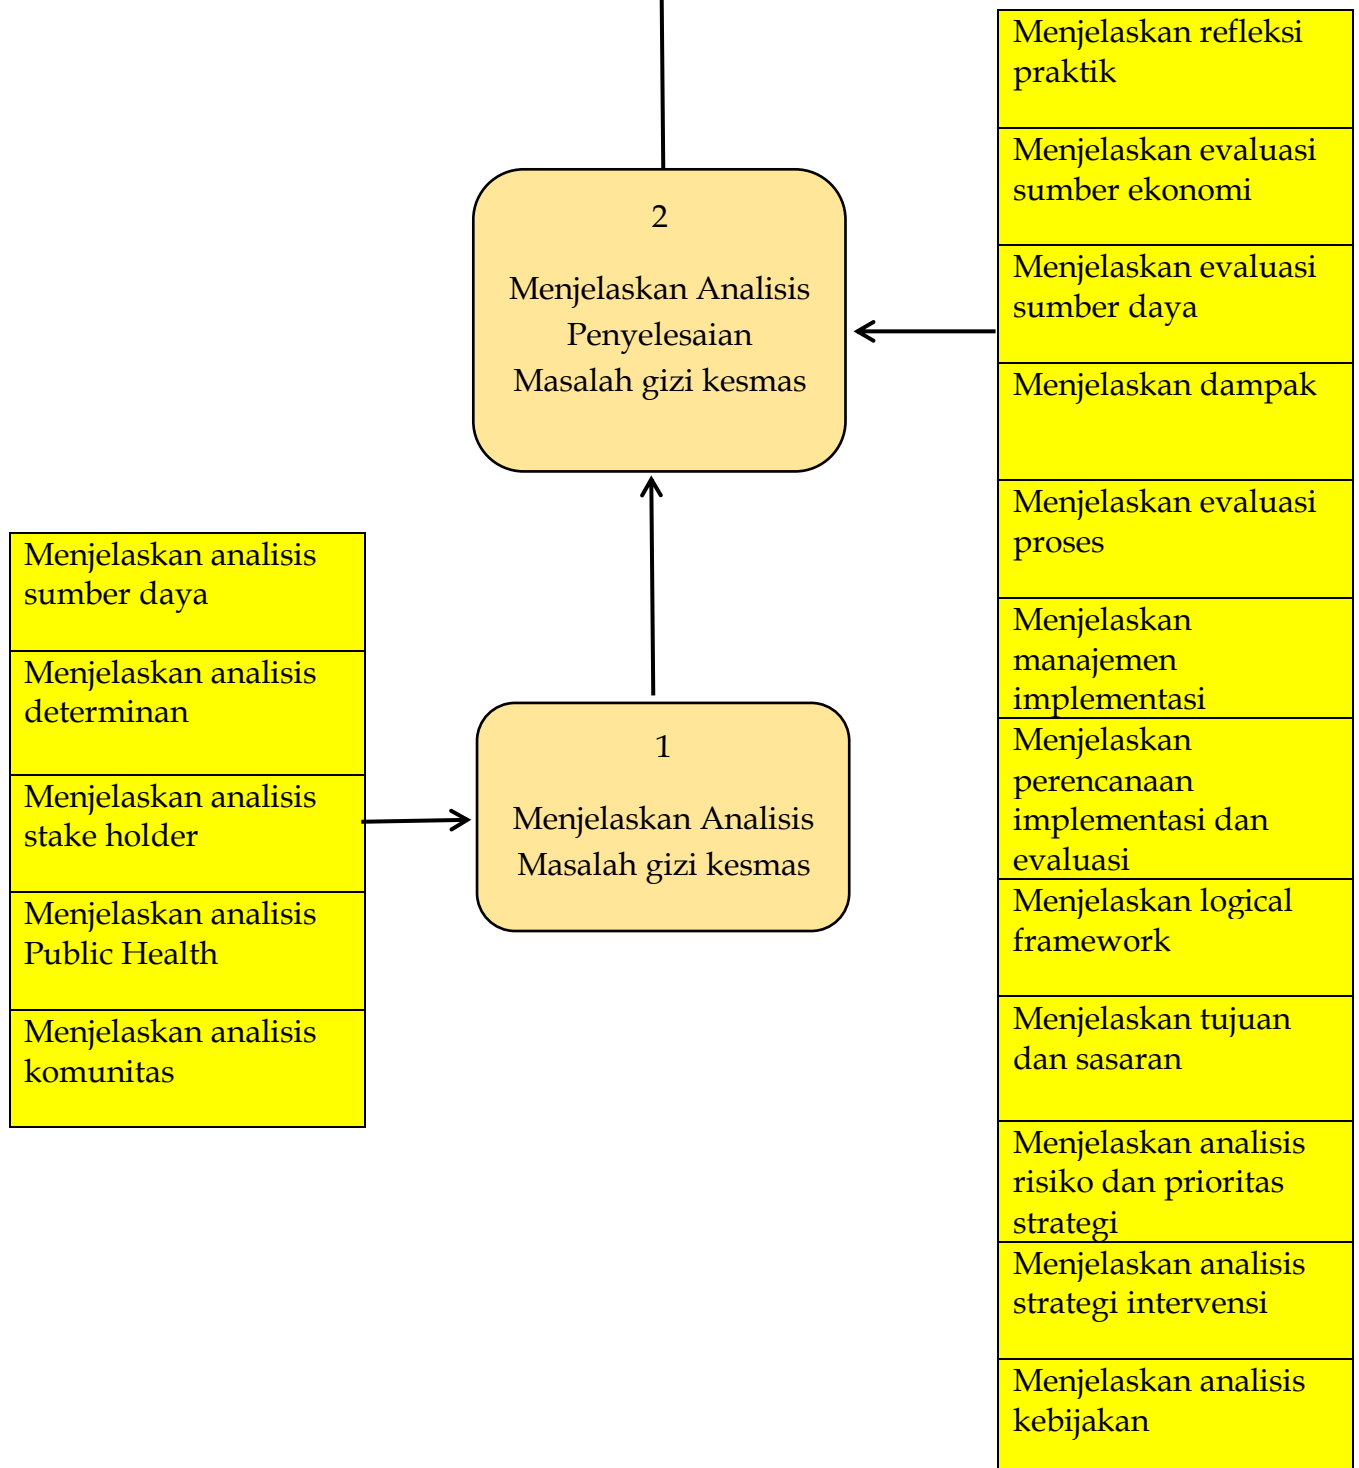 Menjelaskan refleksi
praktik
Menjelaskan evaluasi
sumber ekonomi
Menjelaskan evaluasi
sumber daya
Menjelaskan dampak
Menjelaskan evaluasi
proses
Menjelaskan
manajemen
implementasi
Menjelaskan
perencanaan
implementasi dan
evaluasi
Menjelaskan logical
framework
Menjelaskan tujuan
dan sasaran
Menjelaskan analisis
risiko dan prioritas
strategi
Menjelaskan analisis
strategi intervensi
Menjelaskan analisis
kebijakan
2
Menjelaskan Analisis
Penyelesaian
Masalah gizi kesmas
Menjelaskan analisis
sumber daya
Menjelaskan analisis
determinan
Menjelaskan analisis
stake holder
Menjelaskan analisis
Public Health
Menjelaskan analisis
komunitas
1
Menjelaskan Analisis
Masalah gizi kesmas